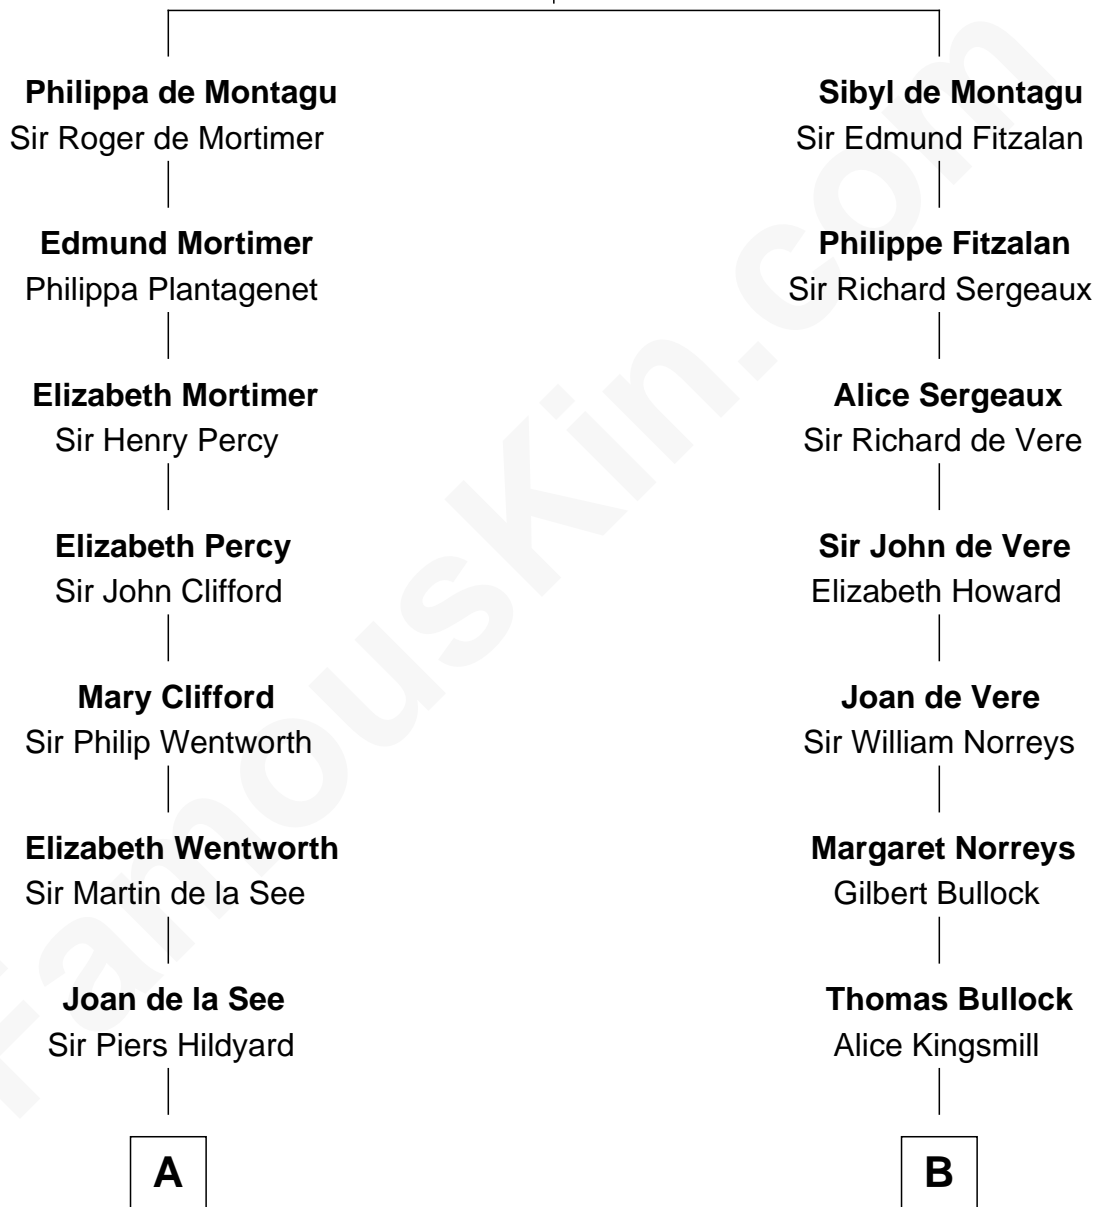 Philippa de Montagu
Sir Roger de Mortimer
Sibyl de Montagu
Sir Edmund Fitzalan
Edmund Mortimer
Philippa Plantagenet
Philippe Fitzalan
Sir Richard Sergeaux
Elizabeth Mortimer
Sir Henry Percy
Alice Sergeaux
Sir Richard de Vere
Elizabeth Percy
Sir John Clifford
Sir John de Vere
Elizabeth Howard
Mary Clifford
Sir Philip Wentworth
Joan de Vere
Sir William Norreys
Elizabeth Wentworth
Sir Martin de la See
Margaret Norreys
Gilbert Bullock
Joan de la See
Sir Piers Hildyard
Thomas Bullock
Alice Kingsmill
A
B
FamousKin.com